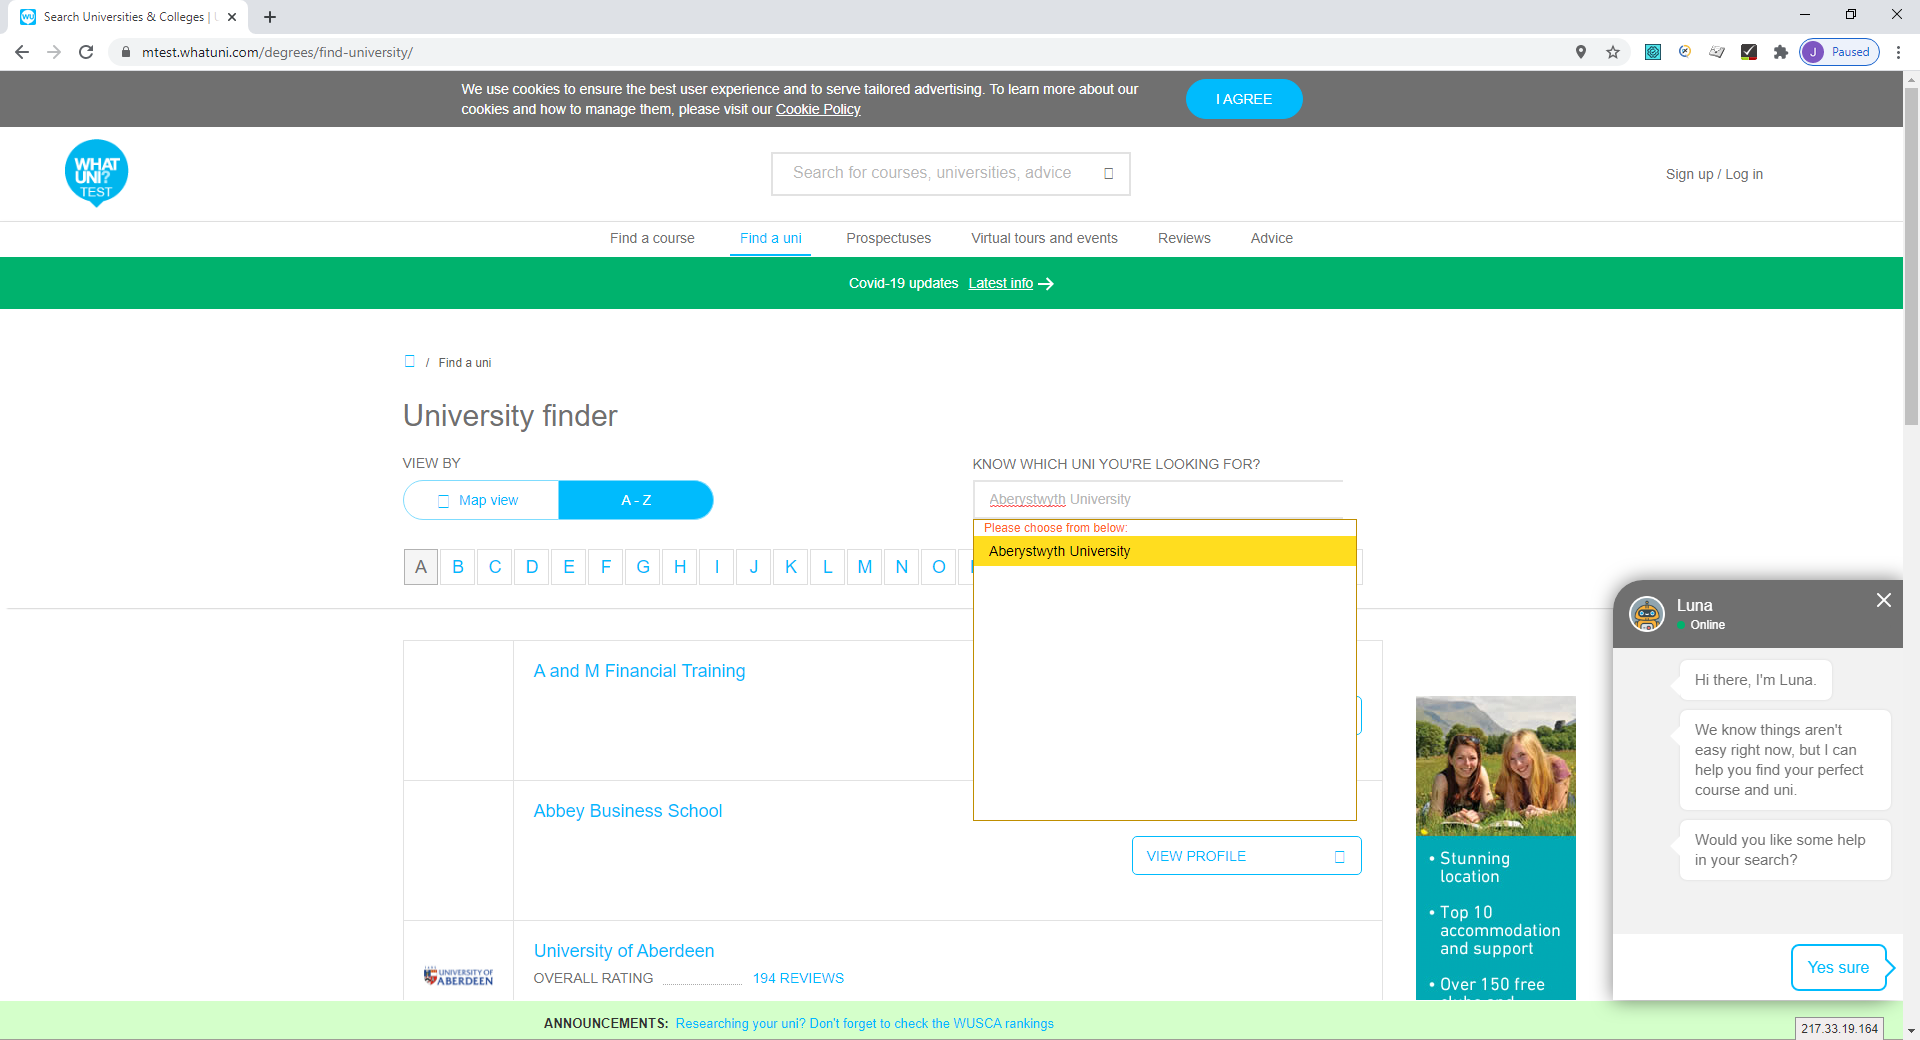 Search Universities & Colleges |
mtest.whatuni.com/degrees/find-university/
J Paused
We use cookies to ensure the best user experience and to serve tailored advertising. To learn more about our
cookies and how to manage them, please visit our Cookie Policy
I AGREE
WHAT
UNI?
TEST
Search for courses, universities, advice
Sign up / Log in
Find a course
Find a uni
Prospectuses
Virtual tours and events
Reviews
Advice
Covid-19 updates Latest info
/ Find a uni
University finder
VIEW BY
Map view
A - Z
KNOW WHICH UNI YOU'RE LOOKING FOR?
Aberystwyth University
Please choose from below:
Aberystwyth University
A B C D E F G H I J K L M N O
A and M Financial Training
Abbey Business School
VIEW PROFILE
UNIVERSITY OF
ABERDEEN
University of Aberdeen
OVERALL RATING
194 REVIEWS
• Stunning
location
• Top 10
accommodation
and support
• Over 150 free
Luna
Online
Hi there, I'm Luna.
We know things aren't
easy right now, but I can
help you find your perfect
course and uni.
Would you like some help
in your search?
Yes sure
ANNOUNCEMENTS: Researching your uni? Don't forget to check the WUSCA rankings
217.33.19.164